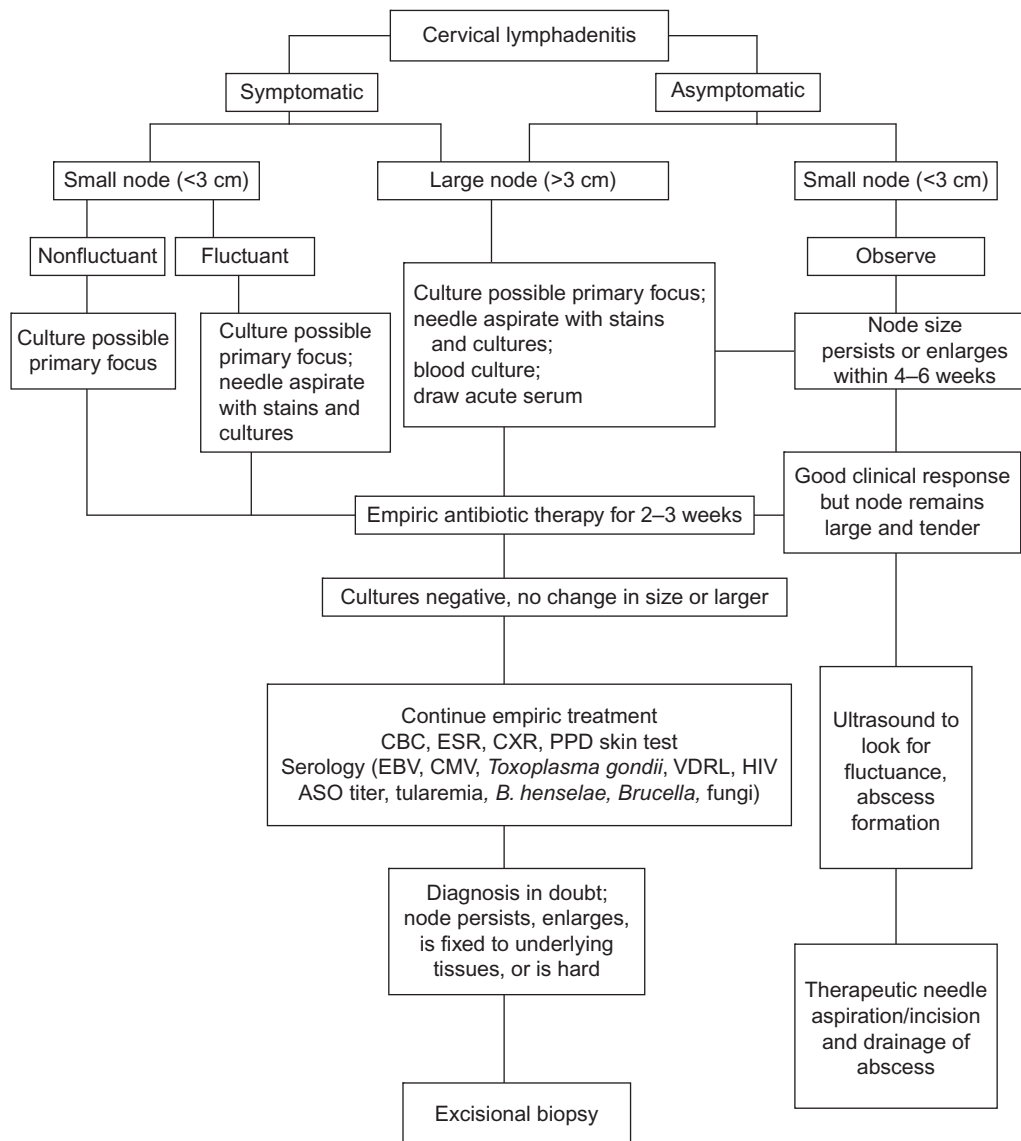 Cervical lymphadenitis
Symptomatic
Asymptomatic
Small node (<3 cm)
Large node (>3 cm)
Small node (<3 cm)
Nonfluctuant
Fluctuant
Observe
Culture possible
primary focus
Culture possible
primary focus;
needle aspirate
with stains and
cultures
Culture possible primary focus;
needle aspirate with stains
and cultures;
blood culture;
draw acute serum
Node size
persists or enlarges
within 4–6 weeks
Good clinical response
but node remains
large and tender
Empiric antibiotic therapy for 2–3 weeks
Cultures negative, no change in size or larger
Continue empiric treatment
CBC, ESR, CXR, PPD skin test
Serology (EBV, CMV, Toxoplasma gondii, VDRL, HIV
ASO titer, tularemia, B. henselae, Brucella, fungi)
Ultrasound to
look for
fluctuance,
abscess
formation
Diagnosis in doubt;
node persists, enlarges,
is fixed to underlying
tissues, or is hard
Therapeutic needle
aspiration/incision
and drainage of
abscess
Excisional biopsy